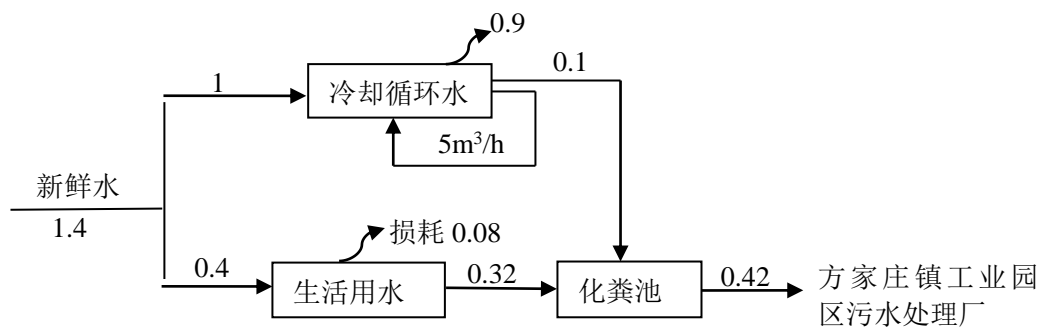 0.9
1
冷却循环水
0.1
5m³/h
新鲜水
1.4
损耗 0.08
0.4
生活用水
0.32
化粪池
0.42
方家庄镇工业园
区污水处理厂